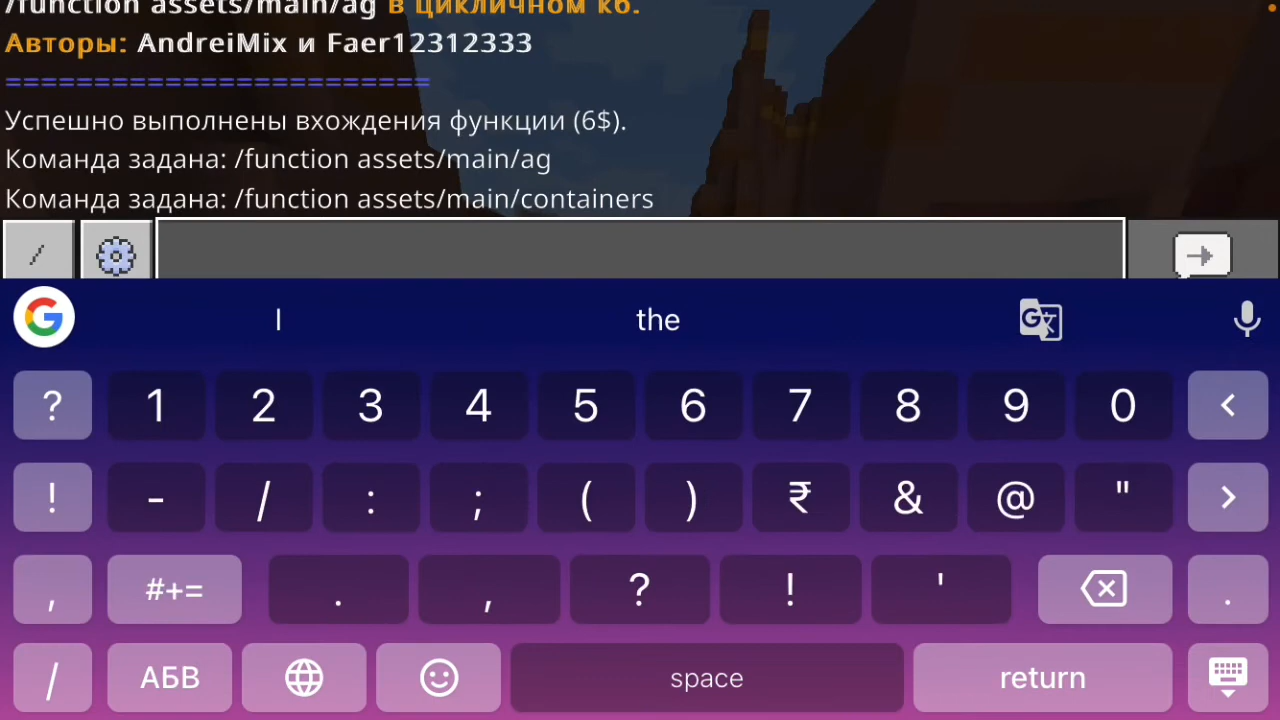 /function assets/main/ag в цикличном кб.
Авторы: AndreiMix и Faer12312333
========================
Успешно выполнены вхождения функции (6$).
Команда задана: /function assets/main/ag
Команда задана: /function assets/main/containers
/
I the
? 1 2 3 4 5 6 7 8 9 0 <
! - / : ; ( ) ₹ & @ " >
, #+= . , ? ! ' .
/ АБВ space return